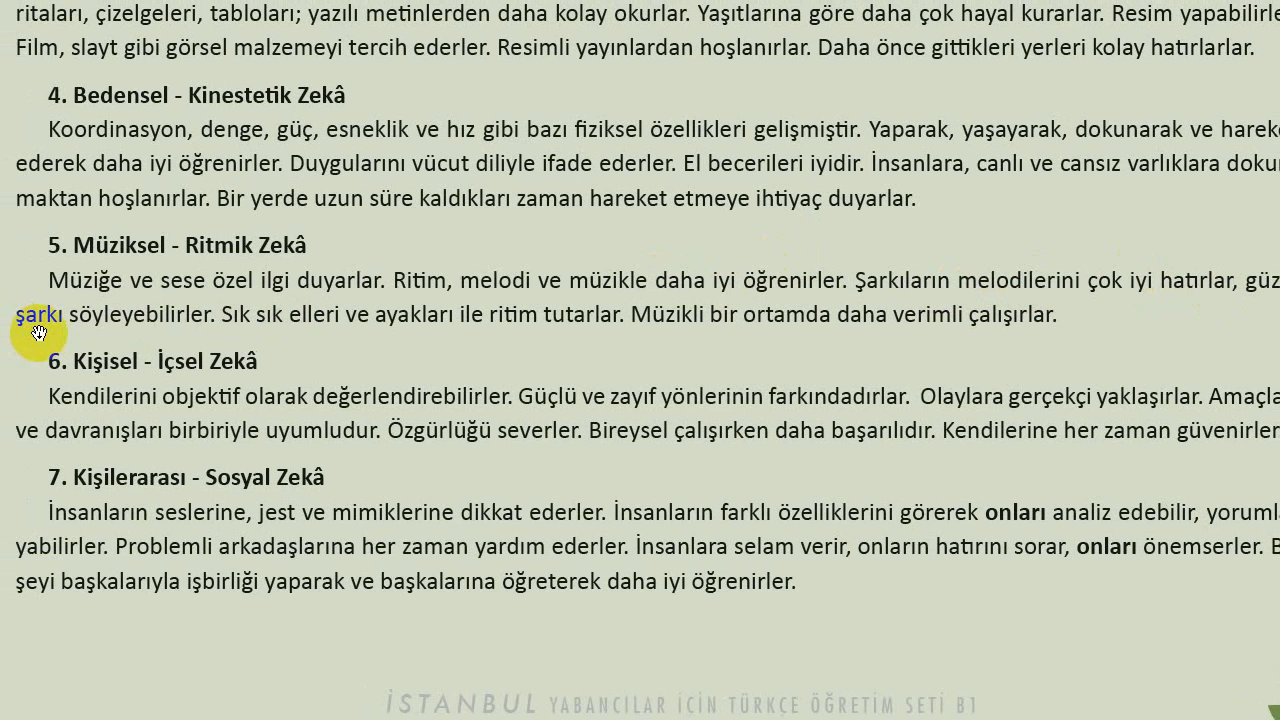 ritaları, çizelgeleri, tabloları; yazılı metinlerden daha kolay okurlar. Yaşıtlarına göre daha çok hayal kurarlar. Resim yapabilirle
Film, slayt gibi görsel malzemeyi tercih ederler. Resimli yayınlardan hoşlanırlar. Daha önce gittikleri yerleri kolay hatırlarlar.
4. Bedensel - Kinestetik Zekâ
Koordinasyon, denge, güç, esneklik ve hız gibi bazı fiziksel özellikleri gelişmiştir. Yaparak, yaşayarak, dokunarak ve hareke
ederek daha iyi öğrenirler. Duygularını vücut diliyle ifade ederler. El becerileri iyidir. İnsanlara, canlı ve cansız varlıklara doku
maktan hoşlanırlar. Bir yerde uzun süre kaldıkları zaman hareket etmeye ihtiyaç duyarlar.
5. Müziksel - Ritmik Zekâ
Müziğe ve sese özel ilgi duyarlar. Ritim, melodi ve müzikle daha iyi öğrenirler. Şarkıların melodilerini çok iyi hatırlar, güz
şarkı söyleyebilirler. Sık sık elleri ve ayakları ile ritim tutarlar. Müzikli bir ortamda daha verimli çalışırlar.
6. Kişisel - İçsel Zekâ
Kendilerini objektif olarak değerlendirebilirler. Güçlü ve zayıf yönlerinin farkındadırlar. Olaylara gerçekçi yaklaşırlar. Amaçla
ve davranışları birbiriyle uyumludur. Özgürlüğü severler. Bireysel çalışırken daha başarılıdır. Kendilerine her zaman güvenirler
7. Kişilerarası - Sosyal Zekâ
İnsanların seslerine, jest ve mimiklerine dikkat ederler. İnsanların farklı özelliklerini görerek onları analiz edebilir, yoruml
yabilirler. Problemli arkadaşlarına her zaman yardım ederler. İnsanlara selam verir, onların hatırını sorar, onları önemserler. B
şeyi başkalarıyla işbirliği yaparak ve başkalarına öğreterek daha iyi öğrenirler.
İSTANBUL YABANCILAR İÇİN TÜRKÇE ÖĞRETİM SETİ B1